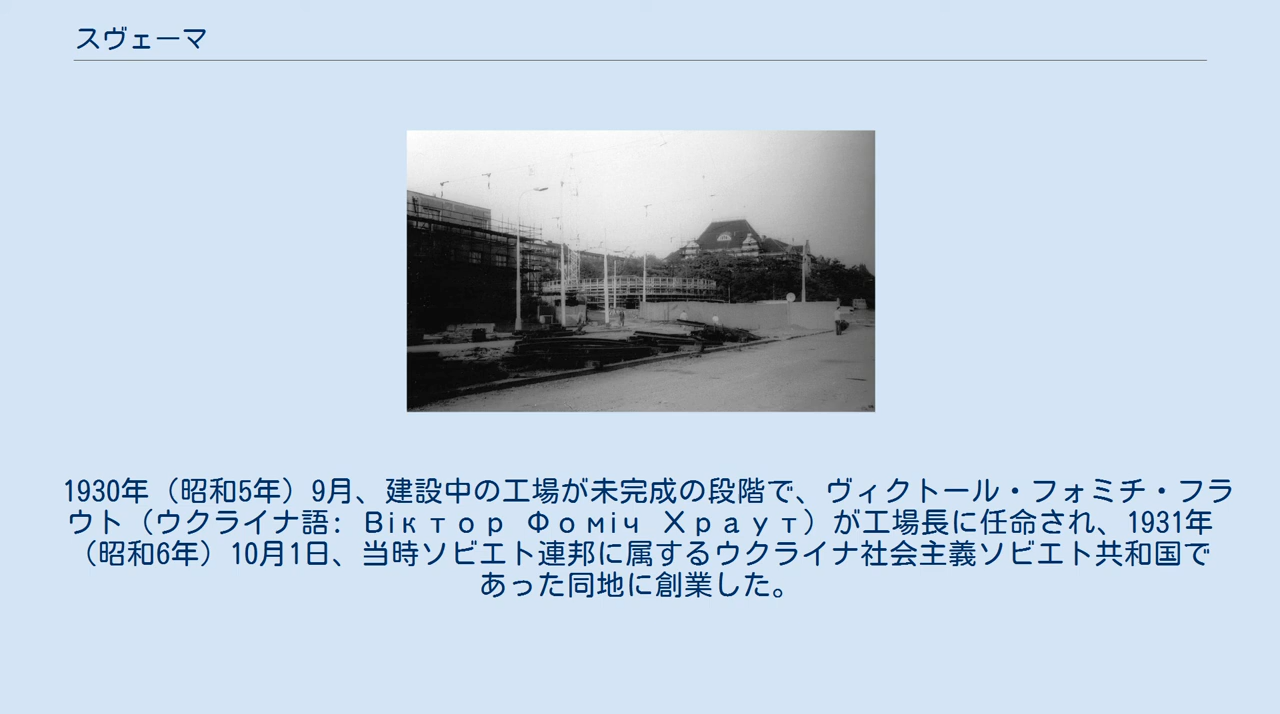 スヴェーマ
1930年（昭和5年）9月、建設中の工場が未完成の段階で、ヴィクトール・フォミチ・フラ
ウト（ウクライナ語: Віктор Фоміч Храут）が工場長に任命され、1931年
（昭和6年）10月1日、当時ソビエト連邦に属するウクライナ社会主義ソビエト共和国で
あった同地に創業した。